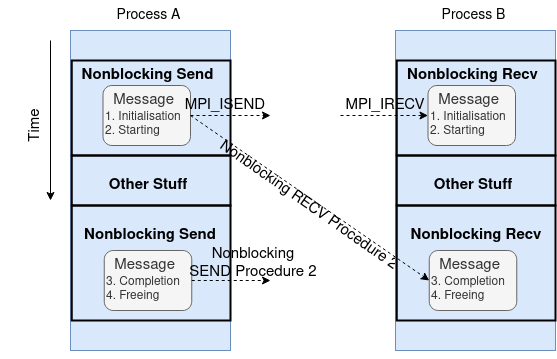 Process A
Process B
Time
Nonblocking Send
Message
1. Initialisation
2. Starting
MPI_ISEND
MPI_IRECV
Nonblocking Recv
Message
1. Initialisation
2. Starting
Nonblocking RECV Procedure 2
Other Stuff
Other Stuff
Nonblocking Send
Message
3. Completion
4. Freeing
Nonblocking
SEND Procedure 2
Nonblocking Recv
Message
3. Completion
4. Freeing